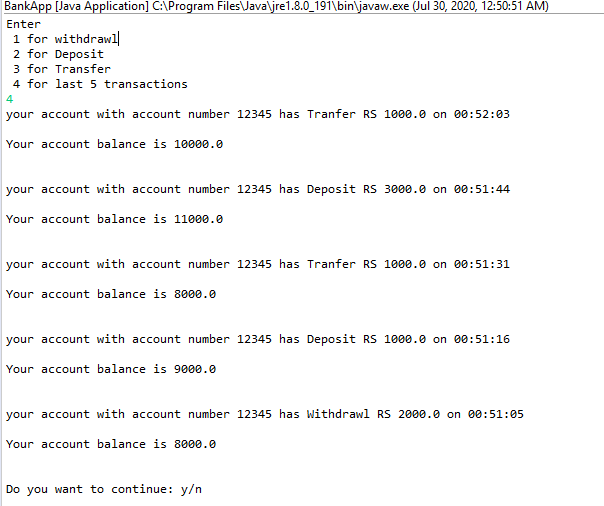 BankApp [Java Application] C:\Program Files\Java\jre1.8.0_191\bin\javaw.exe (Jul 30, 2020, 12:50:51 AM)
Enter
1 for withdrawl
2 for Deposit
3 for Transfer
4 for last 5 transactions
4
your account with account number 12345 has Tranfer RS 1000.0 on 00:52:03
Your account balance is 10000.0
your account with account number 12345 has Deposit RS 3000.0 on 00:51:44
Your account balance is 11000.0
your account with account number 12345 has Tranfer RS 1000.0 on 00:51:31
Your account balance is 8000.0
your account with account number 12345 has Deposit RS 1000.0 on 00:51:16
Your account balance is 9000.0
your account with account number 12345 has Withdrawl RS 2000.0 on 00:51:05
Your account balance is 8000.0
Do you want to continue: y/n